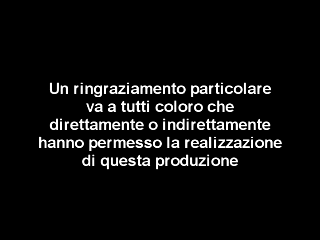 Un ringraziamento particolare
va a tutti coloro che
direttamente o indirettamente
hanno permesso la realizzazione
di questa produzione